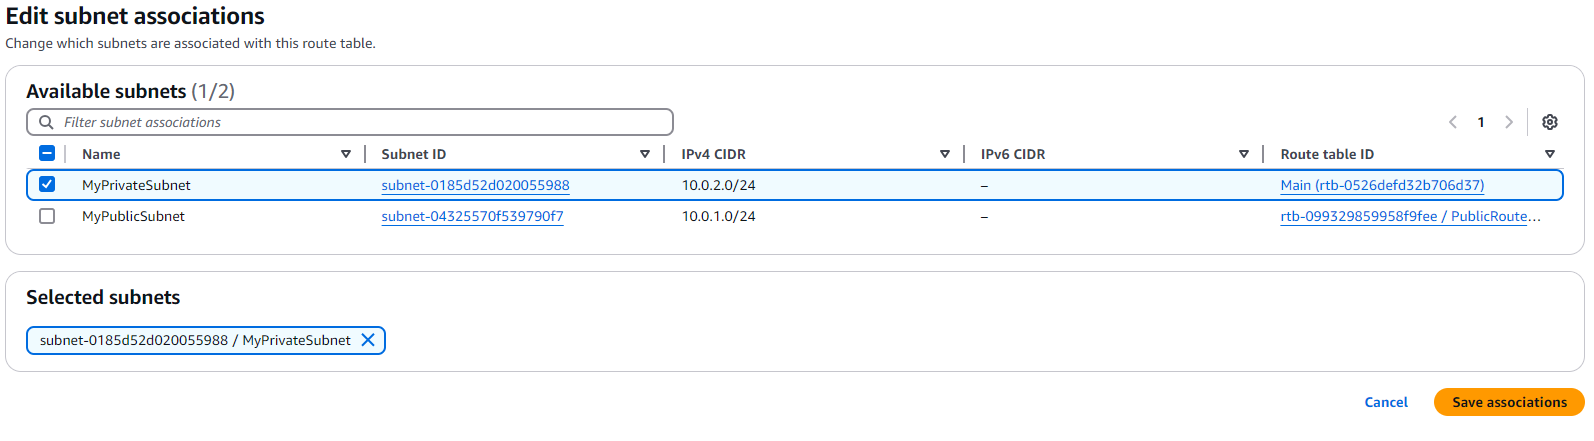 Edit subnet associations
Change which subnets are associated with this route table.
Available subnets (1/2)
Filter subnet associations
1
Name Subnet ID IPv4 CIDR IPv6 CIDR Route table ID
MyPrivateSubnet subnet-0185d52d020055988 10.0.2.0/24 – Main (rtb-0526defd32b706d37)
MyPublicSubnet subnet-04325570f539790f7 10.0.1.0/24 – rtb-099329859958f9fee / PublicRoute…
Selected subnets
subnet-0185d52d020055988 / MyPrivateSubnet
Cancel Save associations